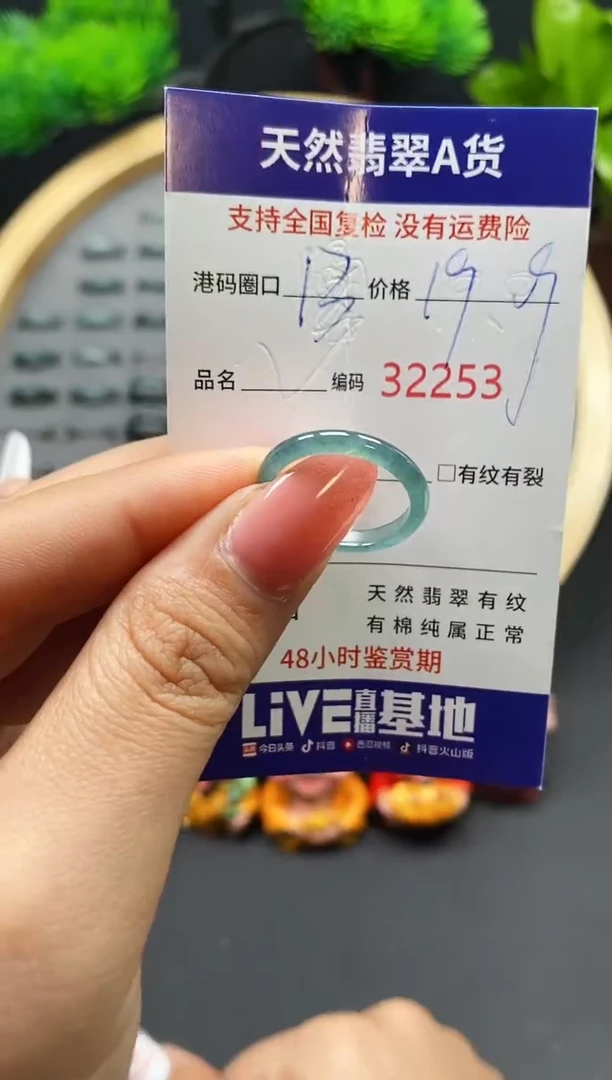 天然翡翠A货
支持全国复检 没有运费险
港码圈口 13 价格 199
品名 编码 32253
□有纹有裂
天然翡翠有纹
有棉纯属正常
48小时鉴赏期
LiVE直播基地
今日头条 抖音 西瓜视频 抖音火山版